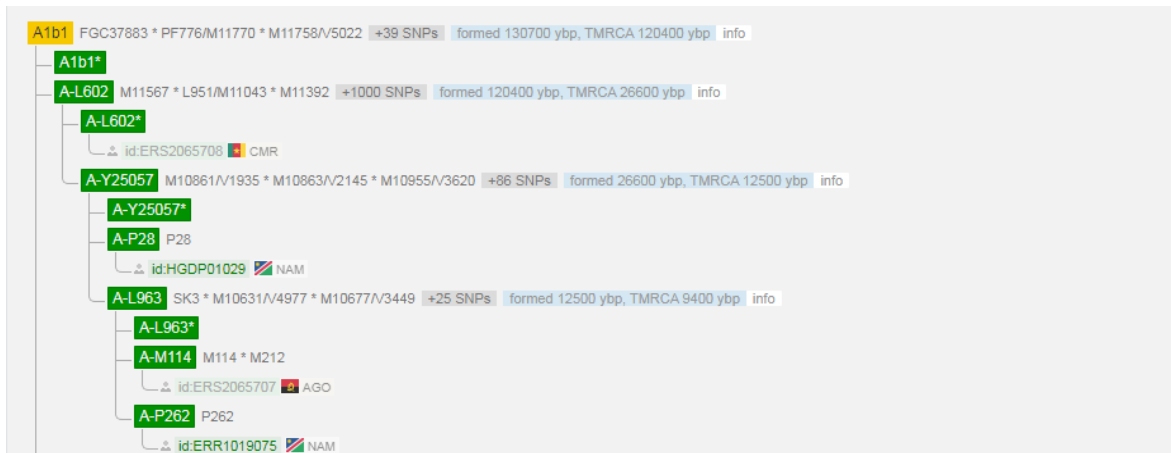 A1b1 FGC37883 * PF776/M11770 * M11758/V5022 +39 SNPs formed 130700 ybp, TMRCA 120400 ybp info
A1b1*
A-L602 M11567 * L951/M11043 * M11392 +1000 SNPs formed 120400 ybp, TMRCA 26600 ybp info
A-L602*
id:ERS2065708 CMR
A-Y25057 M10861/V1935 * M10863/V2145 * M10955/V3620 +86 SNPs formed 26600 ybp, TMRCA 12500 ybp info
A-Y25057*
A-P28 P28
id:HGDP01029 NAM
A-L963 SK3 * M10631/V4977 * M10677/V3449 +25 SNPs formed 12500 ybp, TMRCA 9400 ybp info
A-L963*
A-M114 M114 * M212
id:ERS2065707 AGO
A-P262 P262
id:ERR1019075 NAM